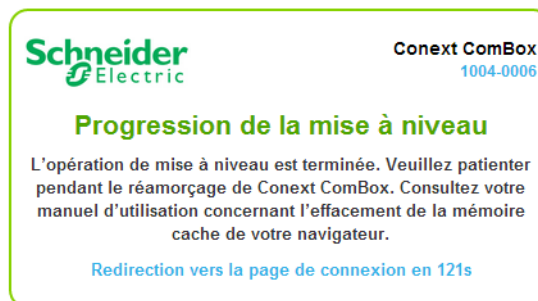 Schneider
Electric
Conext ComBox
1004-0006
Progression de la mise à niveau
L'opération de mise à niveau est terminée. Veuillez patienter
pendant le réamorçage de Conext ComBox. Consultez votre
manuel d'utilisation concernant l'effacement de la mémoire
cache de votre navigateur.
Redirection vers la page de connexion en 121s